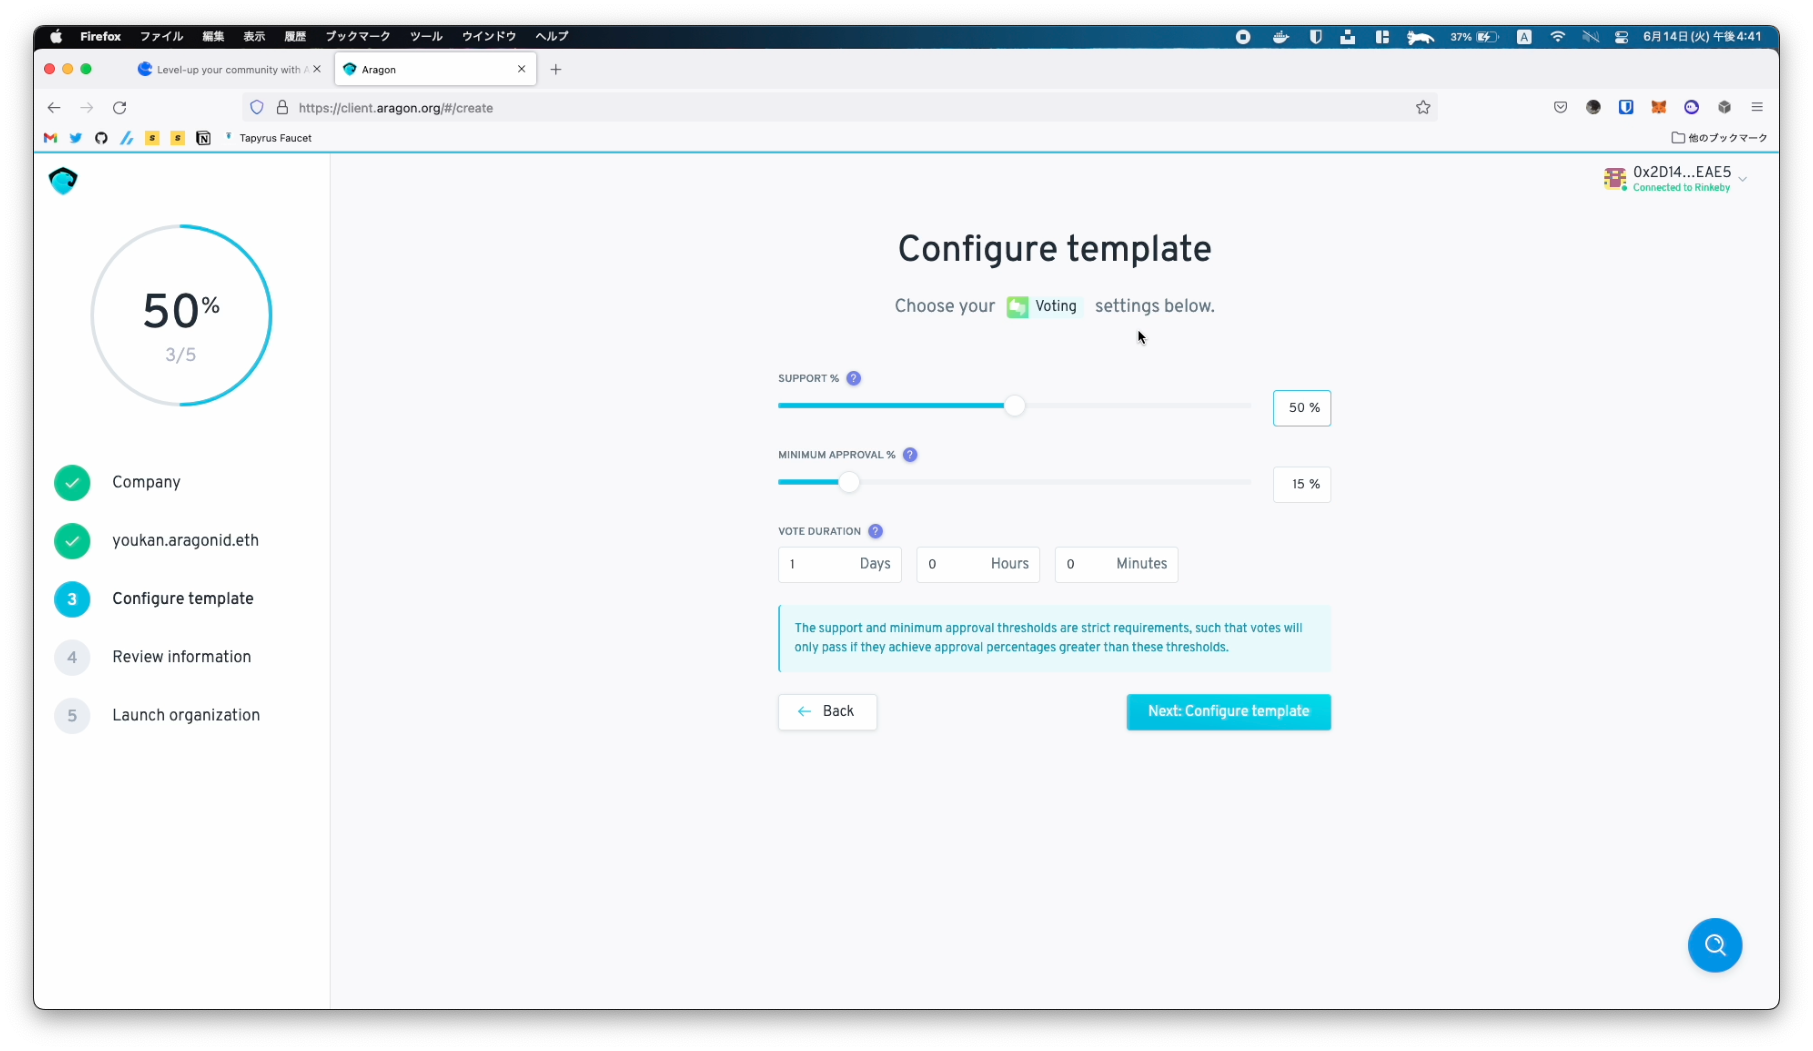 Firefox ファイル 編集 表示 履歴 ブックマーク ツール ウインドウ ヘルプ 37% A 6月14日(火) 午後4:41
Level-up your community with A
Aragon
https://client.aragon.org/#/create
S
S
N
Tapyrus Faucet
他のブックマーク
0x2D14...EAE5
Connected to Rinkeby
50%
3/5
Company
youkan.aragonid.eth
3 Configure template
4 Review information
5 Launch organization
Configure template
Choose your Voting settings below.
SUPPORT % ?
50 %
MINIMUM APPROVAL % ?
15 %
VOTE DURATION ?
1 Days 0 Hours 0 Minutes
The support and minimum approval thresholds are strict requirements, such that votes will
only pass if they achieve approval percentages greater than these thresholds.
← Back
Next: Configure template